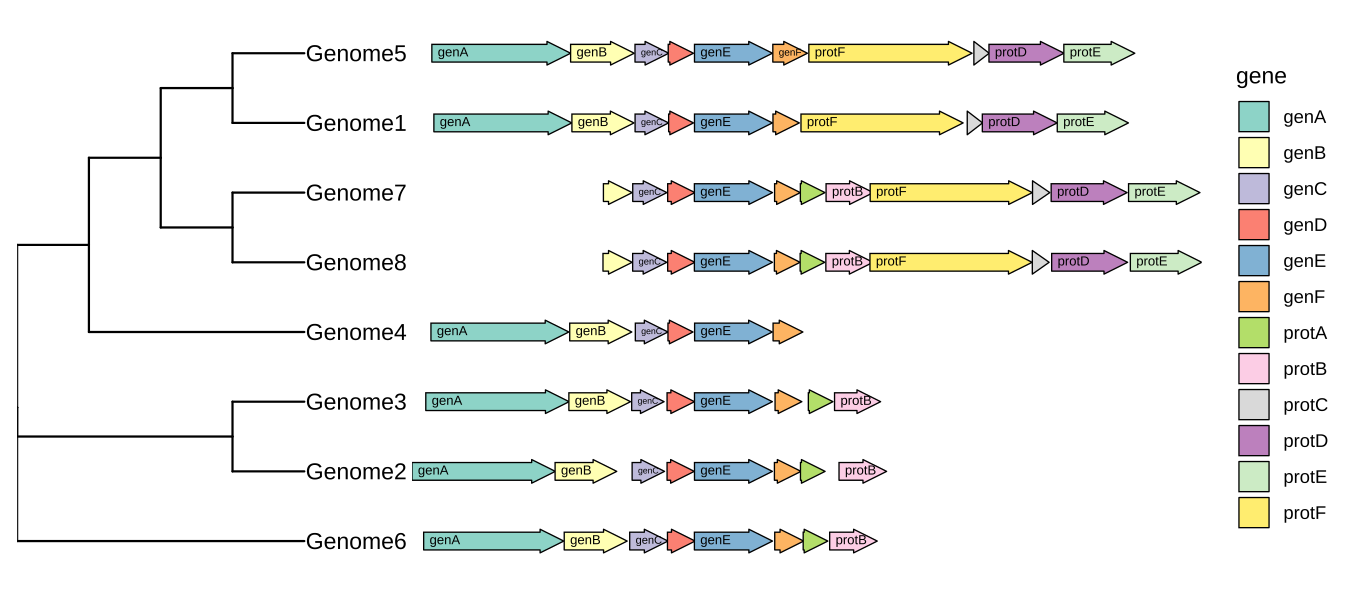 Genome5 genA genB genC genE genF protF protD protE
Genome1 genA genB genC genE protF protD protE
Genome7 genC genE protB protF protD protE
Genome8 genC genE protB protF protD protE
Genome4 genA genB genC genE
Genome3 genA genB genC genE protB
Genome2 genA genB genC genE protB
Genome6 genA genB genC genE protB
gene
genA
genB
genC
genD
genE
genF
protA
protB
protC
protD
protE
protF